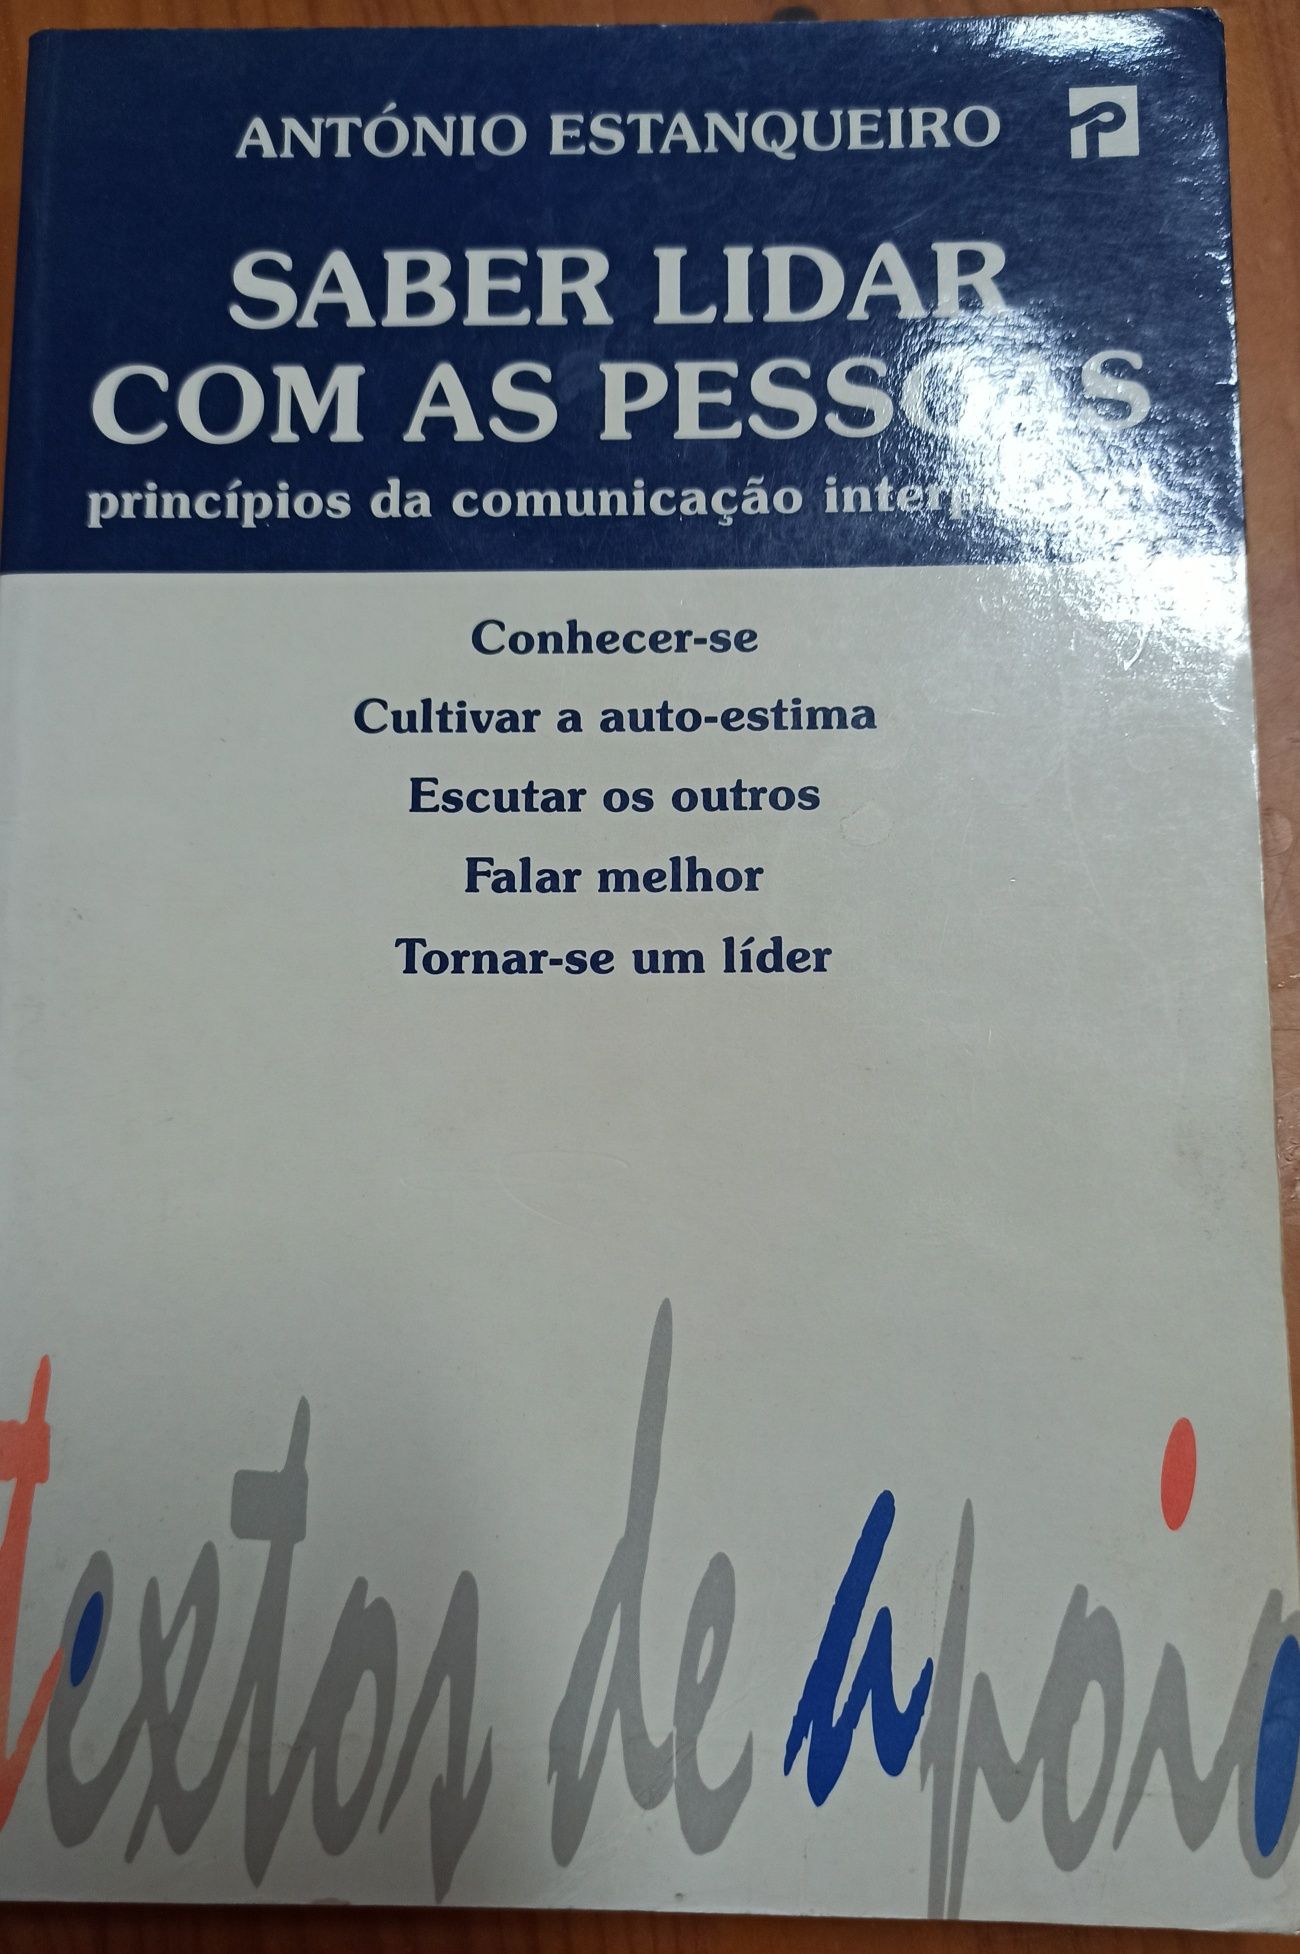 ANTÓNIO ESTANQUEIRO
SABER LIDAR
COM AS PESSOAS
princípios da comunicação
Conhecer-se
Cultivar a auto-estima
Escutar os outros
Falar melhor
Tornar-se um líder
textos de apoio